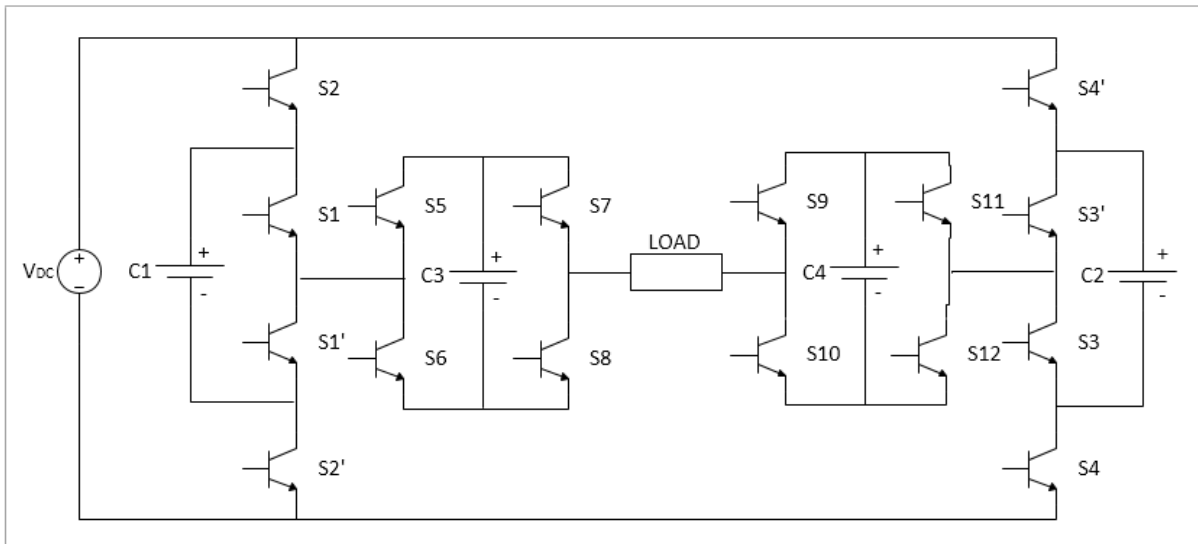 S2
S4'
S1
S5
S7
S9
S11
S3'
LOAD
+
+
+
+
+
VDC
C1
C3
C4
C2
-
-
-
-
-
S1'
S6
S8
S10
S12
S3
S2'
S4